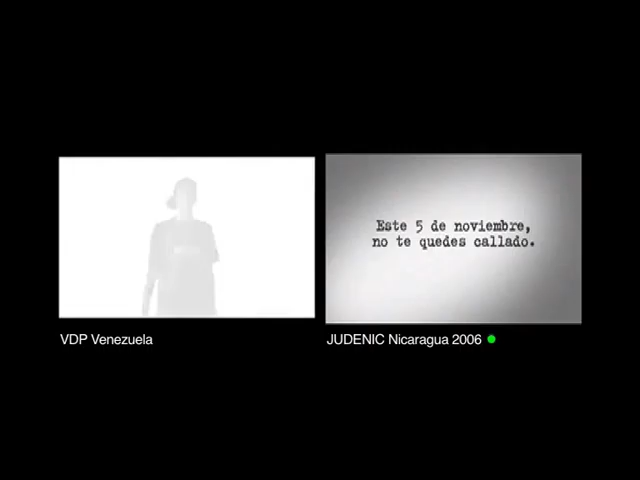 Este 5 de noviembre,
no te quedes callado.
VDP Venezuela
JUDENIC Nicaragua 2006